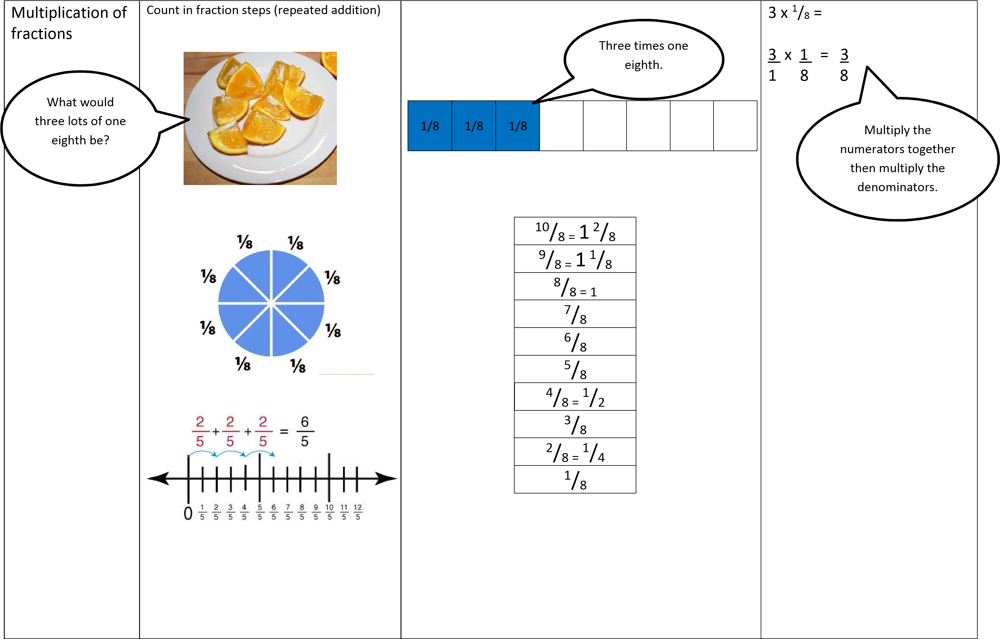 Multiplication of
fractions
What would
three lots of one
eighth be?
Count in fraction steps (repeated addition)
⅛ ⅛
⅛ ⅛
⅛ ⅛
⅛ ⅛
2/5 + 2/5 + 2/5 = 6/5
0 1/5 2/5 3/5 4/5 5/5 6/5 7/5 8/5 9/5 10/5 11/5 12/5
Three times one
eighth.
1/8 1/8 1/8
10/8 = 1 2/8
9/8 = 1 1/8
8/8 = 1
7/8
6/8
5/8
4/8 = 1/2
3/8
2/8 = 1/4
1/8
3 x 1/8 =
3 x 1 = 3
1 8 8
Multiply the
numerators together
then multiply the
denominators.